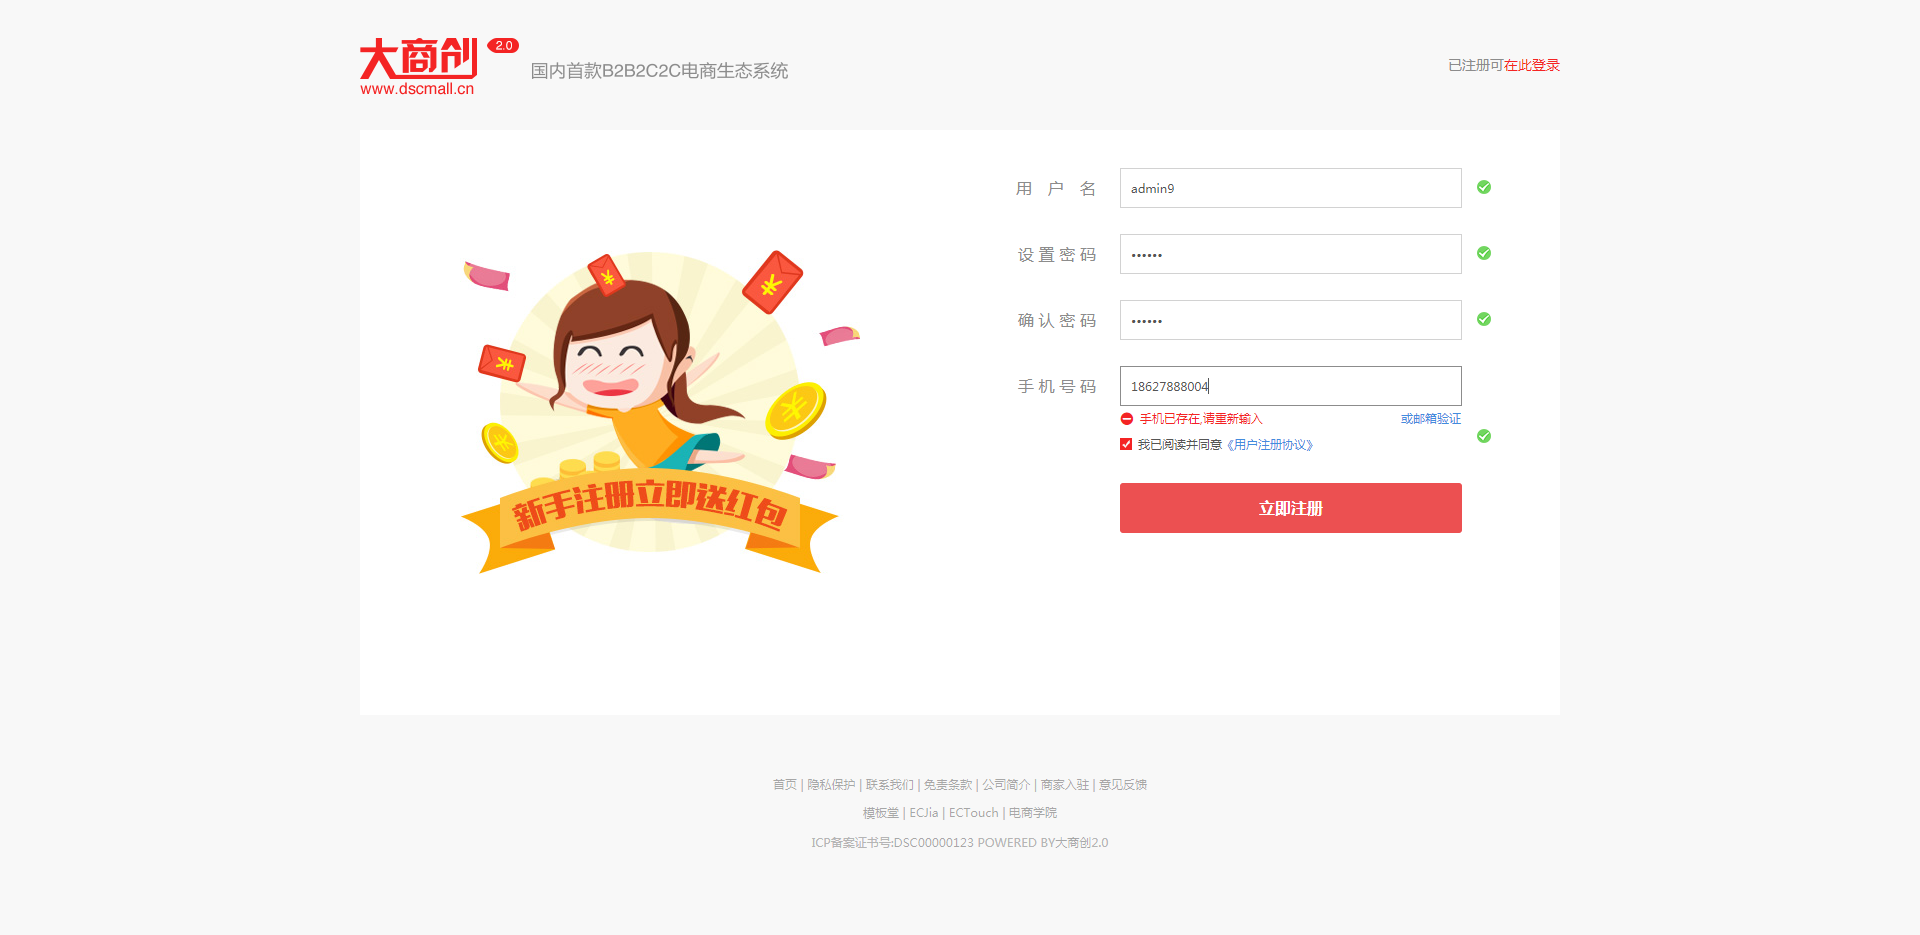 大商创 2.0
www.dscmall.cn
国内首款B2B2C2C电商生态系统
已注册可在此登录
用 户 名 admin9
设置密码 ••••••
确认密码 ••••••
手机号码 18627888004
手机已存在,请重新输入 或邮箱验证
我已阅读并同意《用户注册协议》
立即注册
新手注册立即送红包
首页 | 隐私保护 | 联系我们 | 免责条款 | 公司简介 | 商家入驻 | 意见反馈
模板堂 | ECJia | ECTouch | 电商学院
ICP备案证书号:DSC00000123 POWERED BY大商创2.0